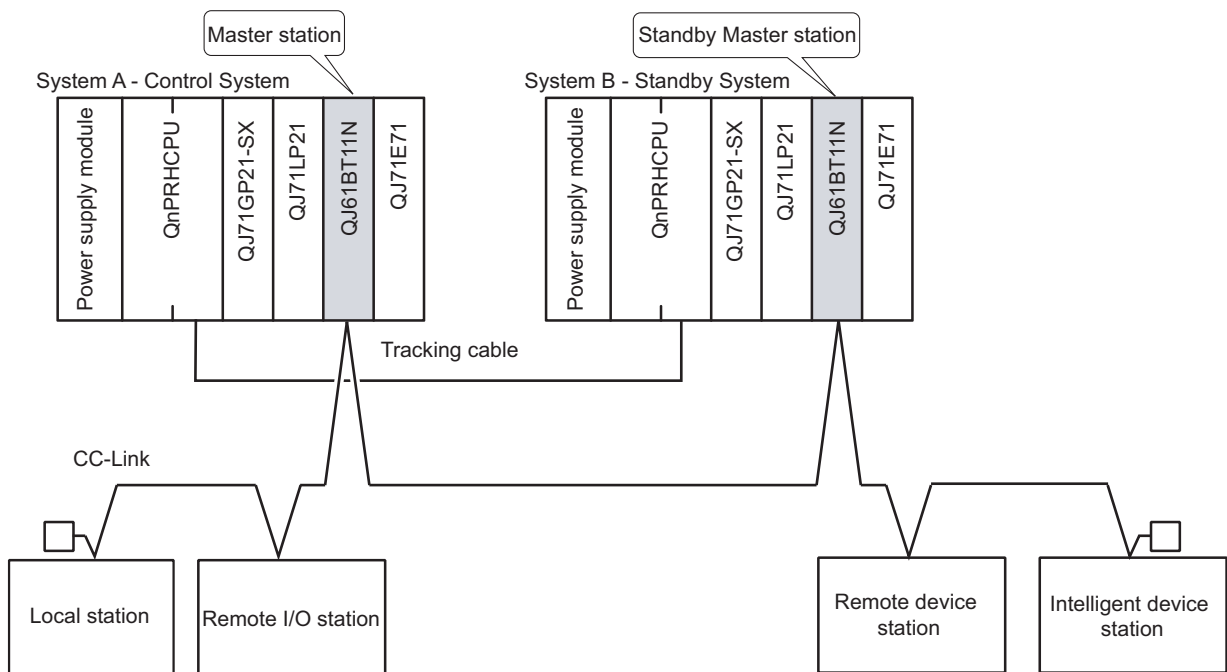 Master station
Standby Master station
System A - Control System
System B - Standby System
Power supply module
QnPRHCPU
QJ71GP21-SX
QJ71LP21
QJ61BT11N
QJ71E71
Power supply module
QnPRHCPU
QJ71GP21-SX
QJ71LP21
QJ61BT11N
QJ71E71
Tracking cable
CC-Link
Local station
Remote I/O station
Remote device
station
Intelligent device
station